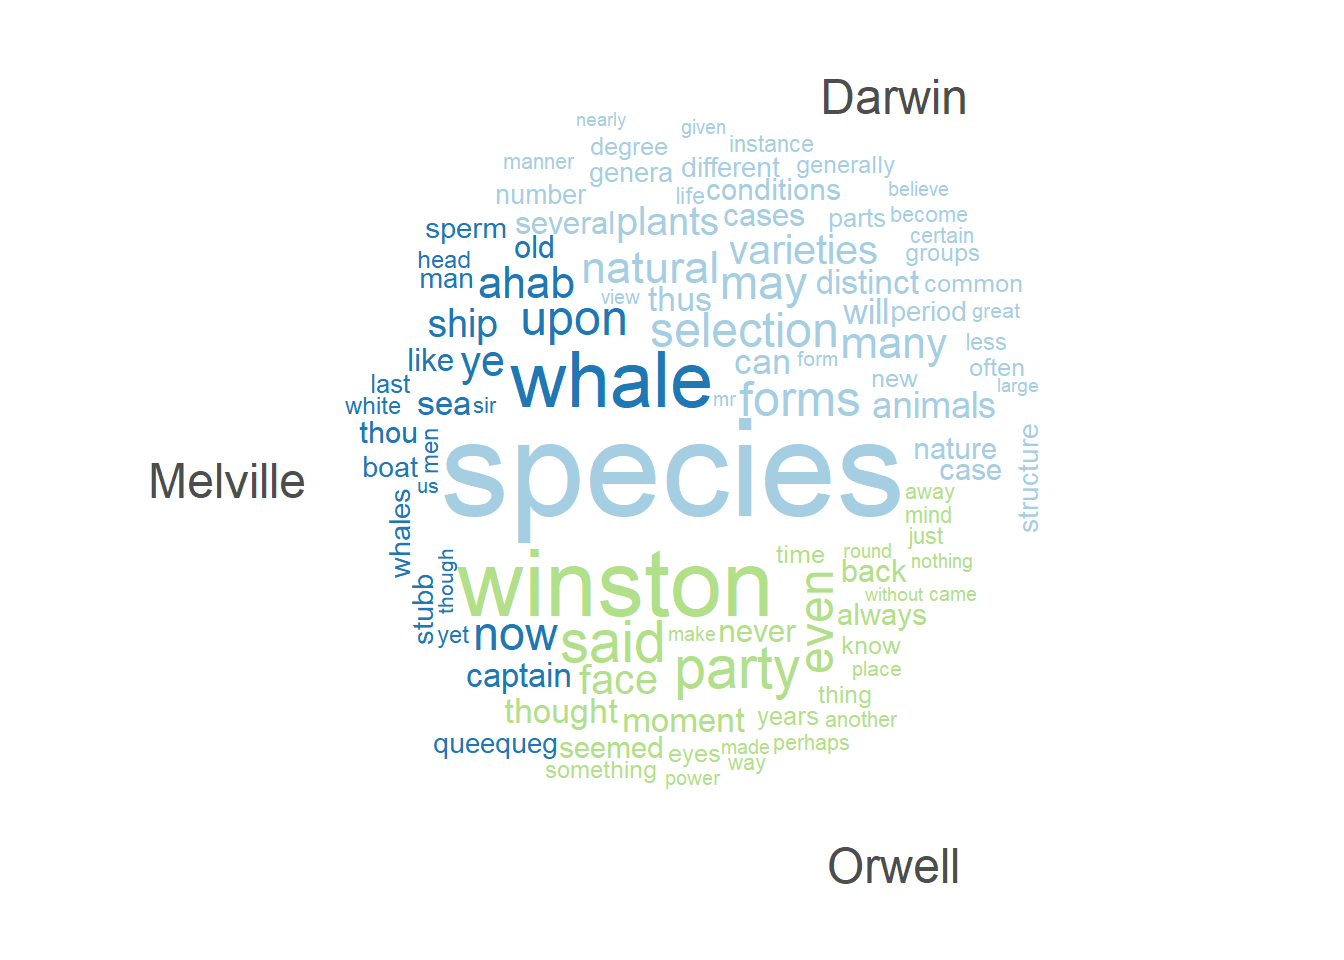 Darwin
nearly
given
degree
instance
manner
genera
different
generally
number
life
conditions
believe
sperm
several
plants
cases
parts
become
certain
old
head
man
ahab
natural
varieties
groups
view
thus
may
distinct
common
ship
upon
selection
will
period
great
many
less
like
ye
whale
can
form
often
last
new
large
white
sea
sir
mr
forms
animals
thou
men
species
nature
structure
Melville
boat
us
case
whales
away
mind
just
stubb
though
winston
time
round
nothing
back
without
came
even
always
yet
now
said
make
never
know
captain
face
party
place
thing
thought
moment
years
another
queequeg
seemed
eyes
made
perhaps
way
something
power
Orwell